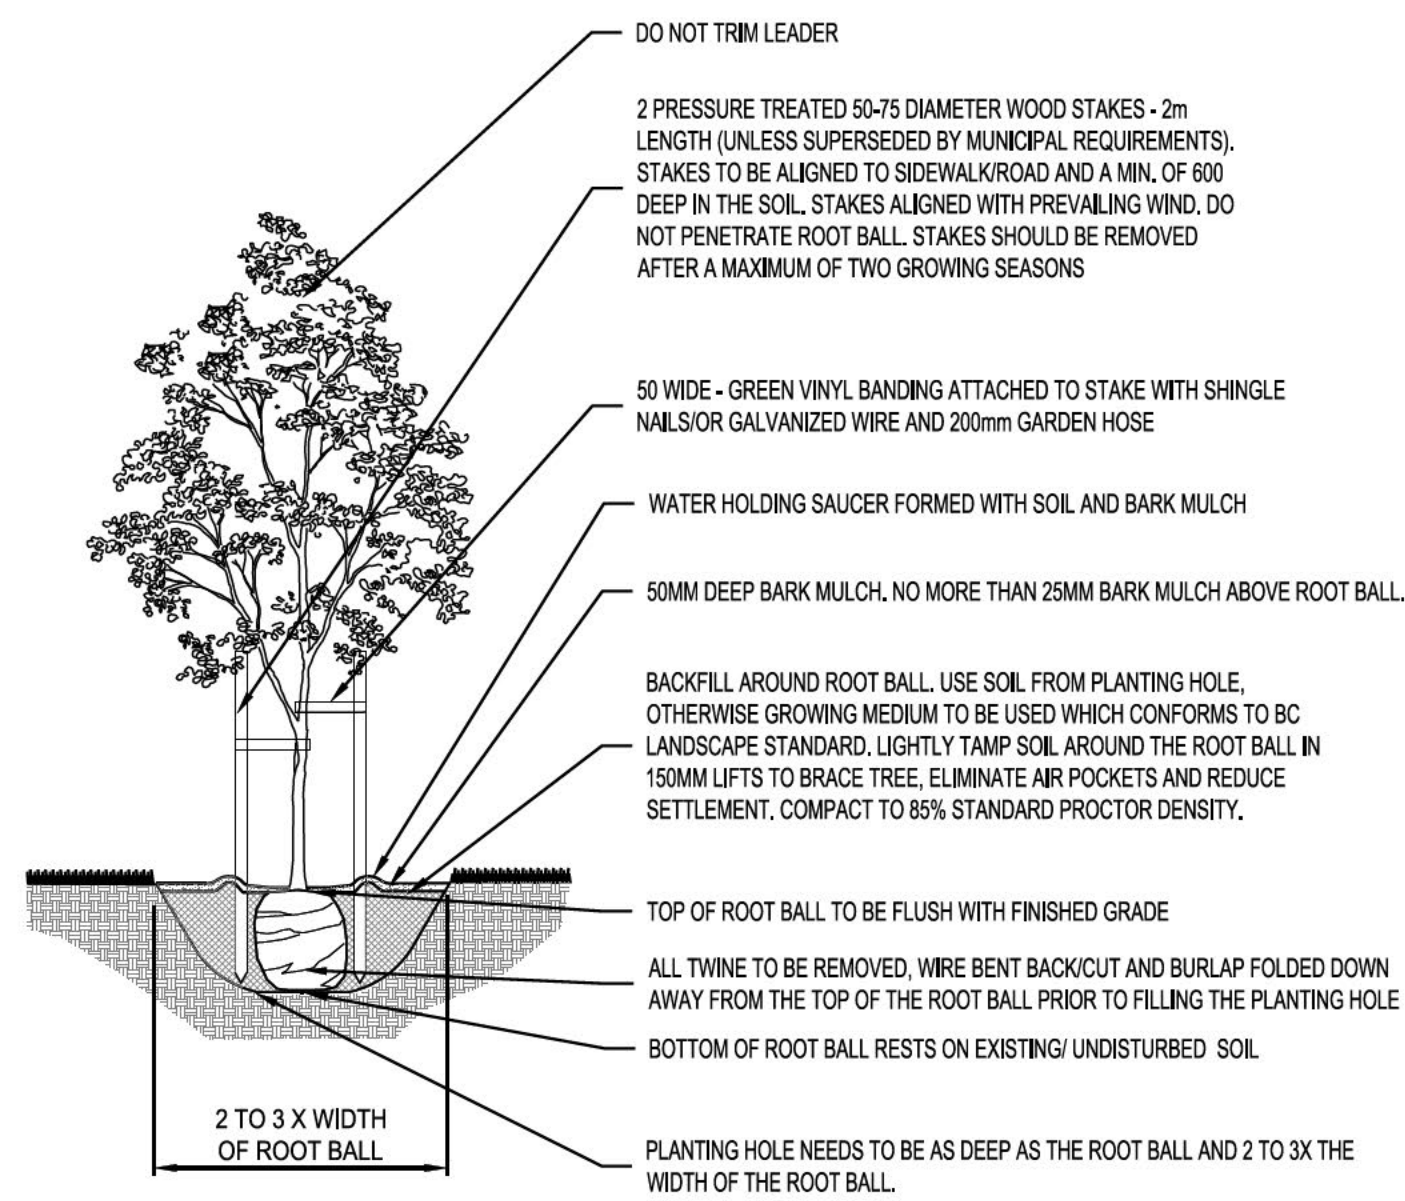 DO NOT TRIM LEADER
2 PRESSURE TREATED 50-75 DIAMETER WOOD STAKES - 2m
LENGTH (UNLESS SUPERSEDED BY MUNICIPAL REQUIREMENTS).
STAKES TO BE ALIGNED TO SIDEWALK/ROAD AND A MIN. OF 600
DEEP IN THE SOIL. STAKES ALIGNED WITH PREVAILING WIND. DO
NOT PENETRATE ROOT BALL. STAKES SHOULD BE REMOVED
AFTER A MAXIMUM OF TWO GROWING SEASONS
50 WIDE - GREEN VINYL BANDING ATTACHED TO STAKE WITH SHINGLE
NAILS/OR GALVANIZED WIRE AND 200mm GARDEN HOSE
WATER HOLDING SAUCER FORMED WITH SOIL AND BARK MULCH
50MM DEEP BARK MULCH. NO MORE THAN 25MM BARK MULCH ABOVE ROOT BALL.
BACKFILL AROUND ROOT BALL. USE SOIL FROM PLANTING HOLE,
OTHERWISE GROWING MEDIUM TO BE USED WHICH CONFORMS TO BC
LANDSCAPE STANDARD. LIGHTLY TAMP SOIL AROUND THE ROOT BALL IN
150MM LIFTS TO BRACE TREE, ELIMINATE AIR POCKETS AND REDUCE
SETTLEMENT. COMPACT TO 85% STANDARD PROCTOR DENSITY.
TOP OF ROOT BALL TO BE FLUSH WITH FINISHED GRADE
ALL TWINE TO BE REMOVED, WIRE BENT BACK/CUT AND BURLAP FOLDED DOWN
AWAY FROM THE TOP OF THE ROOT BALL PRIOR TO FILLING THE PLANTING HOLE
BOTTOM OF ROOT BALL RESTS ON EXISTING/ UNDISTURBED SOIL
2 TO 3 X WIDTH
OF ROOT BALL
PLANTING HOLE NEEDS TO BE AS DEEP AS THE ROOT BALL AND 2 TO 3X THE
WIDTH OF THE ROOT BALL.